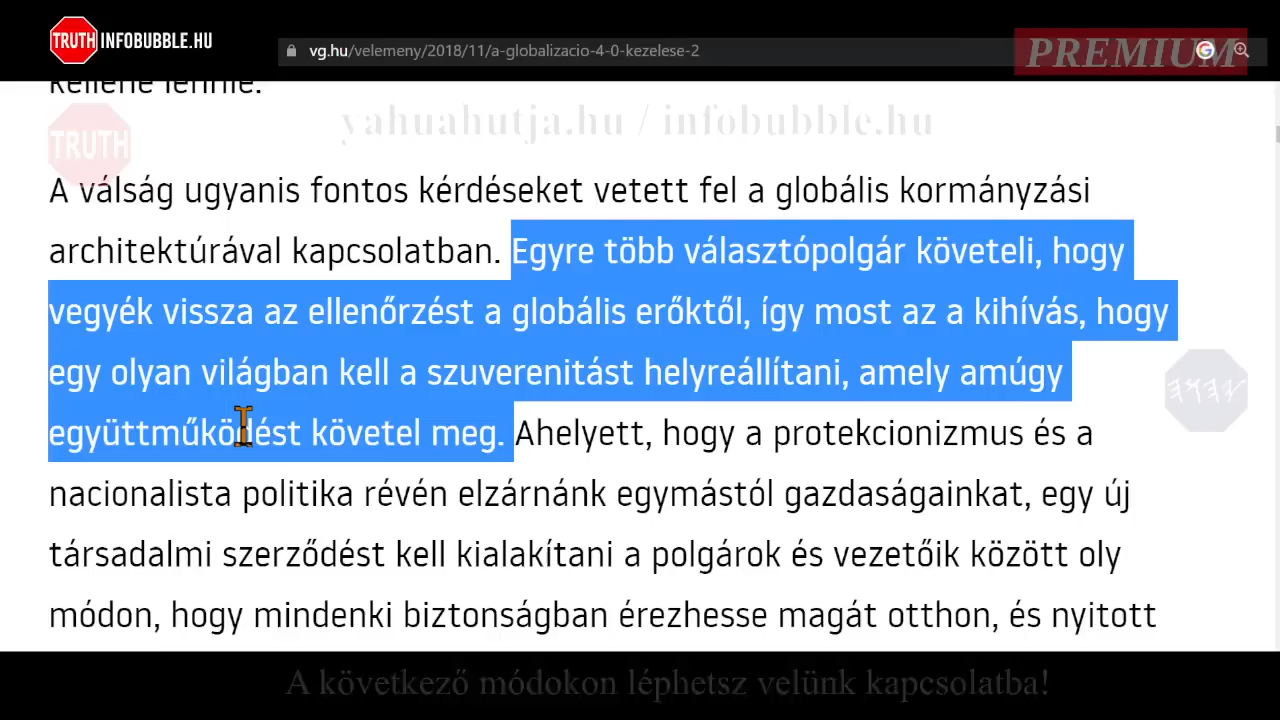 TRUTH INFOBUBBLE.HU
vg.hu/velemeny/2018/11/a-globalizacio-4-0-kezelese-2
PREMIUM
yahuahutja.hu / infobubble.hu
TRUTH
A válság ugyanis fontos kérdéseket vetett fel a globális kormányzási
architektúrával kapcsolatban. Egyre több választópolgár követeli, hogy
vegyék vissza az ellenőrzést a globális erőktől, így most az a kihívás, hogy
egy olyan világban kell a szuverenitást helyreállítani, amely amúgy
együttműködést követel meg. Ahelyett, hogy a protekcionizmus és a
nacionalista politika révén elzárnánk egymástól gazdaságainkat, egy új
társadalmi szerződést kell kialakítani a polgárok és vezetőik között oly
módon, hogy mindenki biztonságban érezhesse magát otthon, és nyitott
A következő módokon léphetsz velünk kapcsolatba!